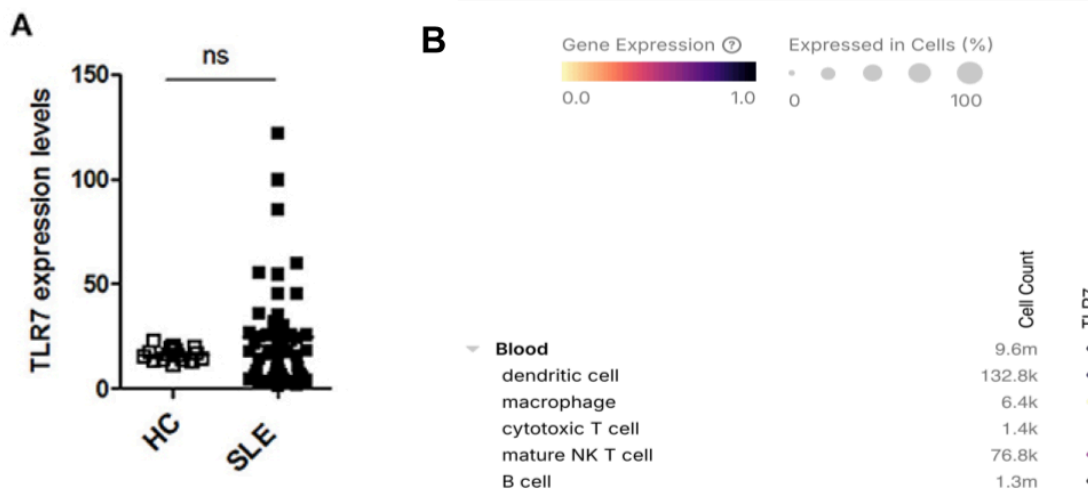 A
ns
150
100
50
0
TLR7 expression levels
HC
SLE
B
Gene Expression ?
0.0 1.0
Expressed in Cells (%)
0 100
Cell Count
TLR7
Blood 9.6m
dendritic cell 132.8k
macrophage 6.4k
cytotoxic T cell 1.4k
mature NK T cell 76.8k
B cell 1.3m